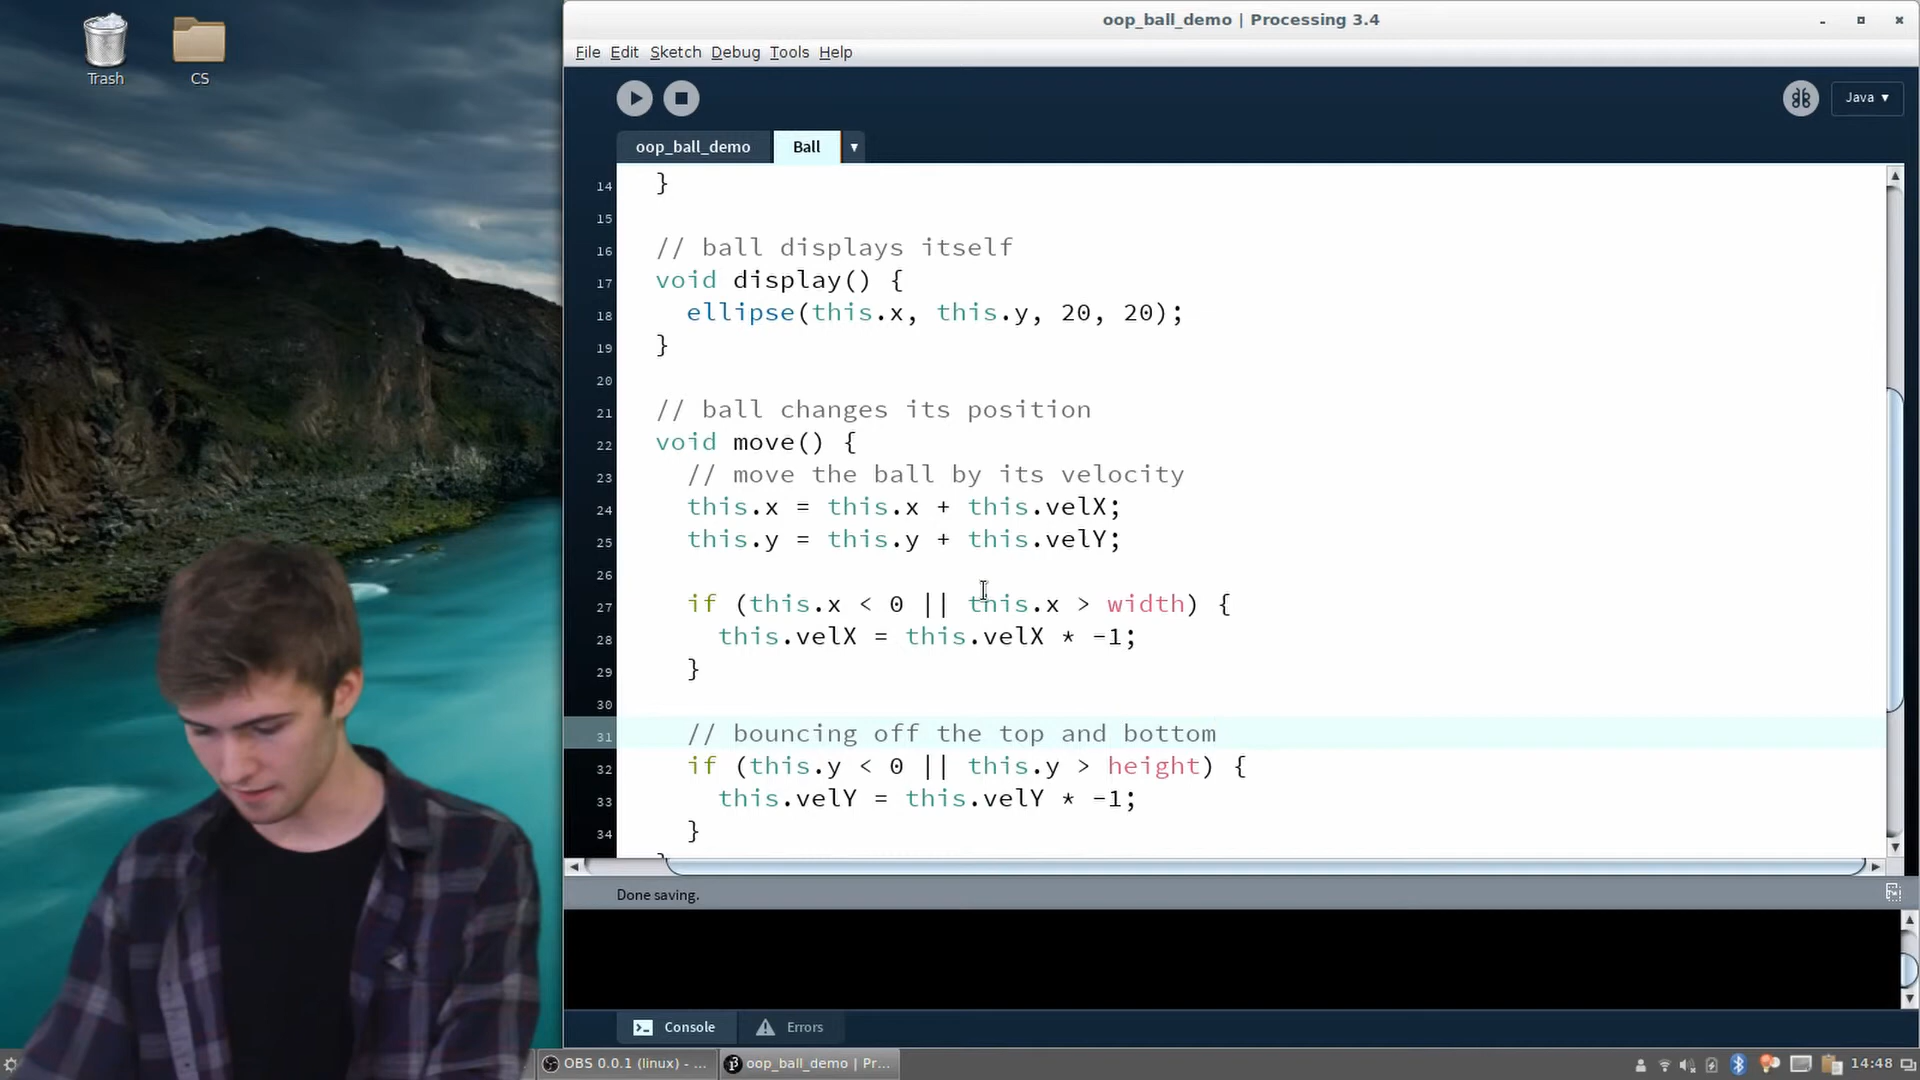 Trash
CS
oop_ball_demo | Processing 3.4
File Edit Sketch Debug Tools Help
Java ▾
oop_ball_demo
Ball
14 }
15
16 // ball displays itself
17 void display() {
18 ellipse(this.x, this.y, 20, 20);
19 }
20
21 // ball changes its position
22 void move() {
23 // move the ball by its velocity
24 this.x = this.x + this.velX;
25 this.y = this.y + this.velY;
26
27 if (this.x < 0 || this.x > width) {
28 this.velX = this.velX * -1;
29 }
30
31 // bouncing off the top and bottom
32 if (this.y < 0 || this.y > height) {
33 this.velY = this.velY * -1;
34 }
Done saving.
Console
Errors
OBS 0.0.1 (linux) - ...
oop_ball_demo | Pr...
14:48